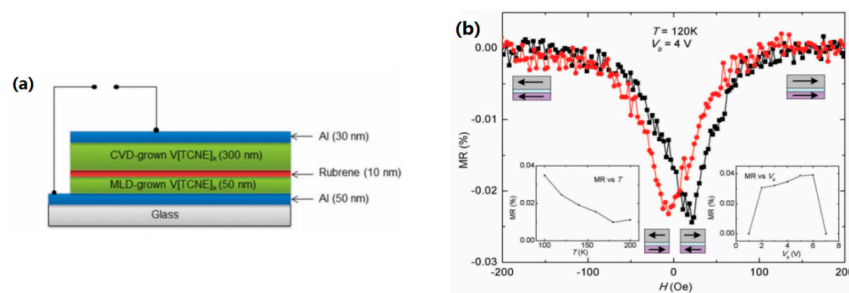 (a)
Al (30 nm)
CVD-grown V[TCNE]ₓ (300 nm)
Rubrene (10 nm)
MLD-grown V[TCNE]ₓ (50 nm)
Al (50 nm)
Glass
(b)
T = 120K
V_b = 4 V
0.00
-0.01
-0.02
-0.03
MR (%)
-200
-100
0
100
200
H (Oe)
MR vs T
0.04
0.02
0.00
MR (%)
100
150
200
T (K)
MR vs V_b
0.04
0.02
0.00
MR (%)
0
2
4
6
8
V_b (V)